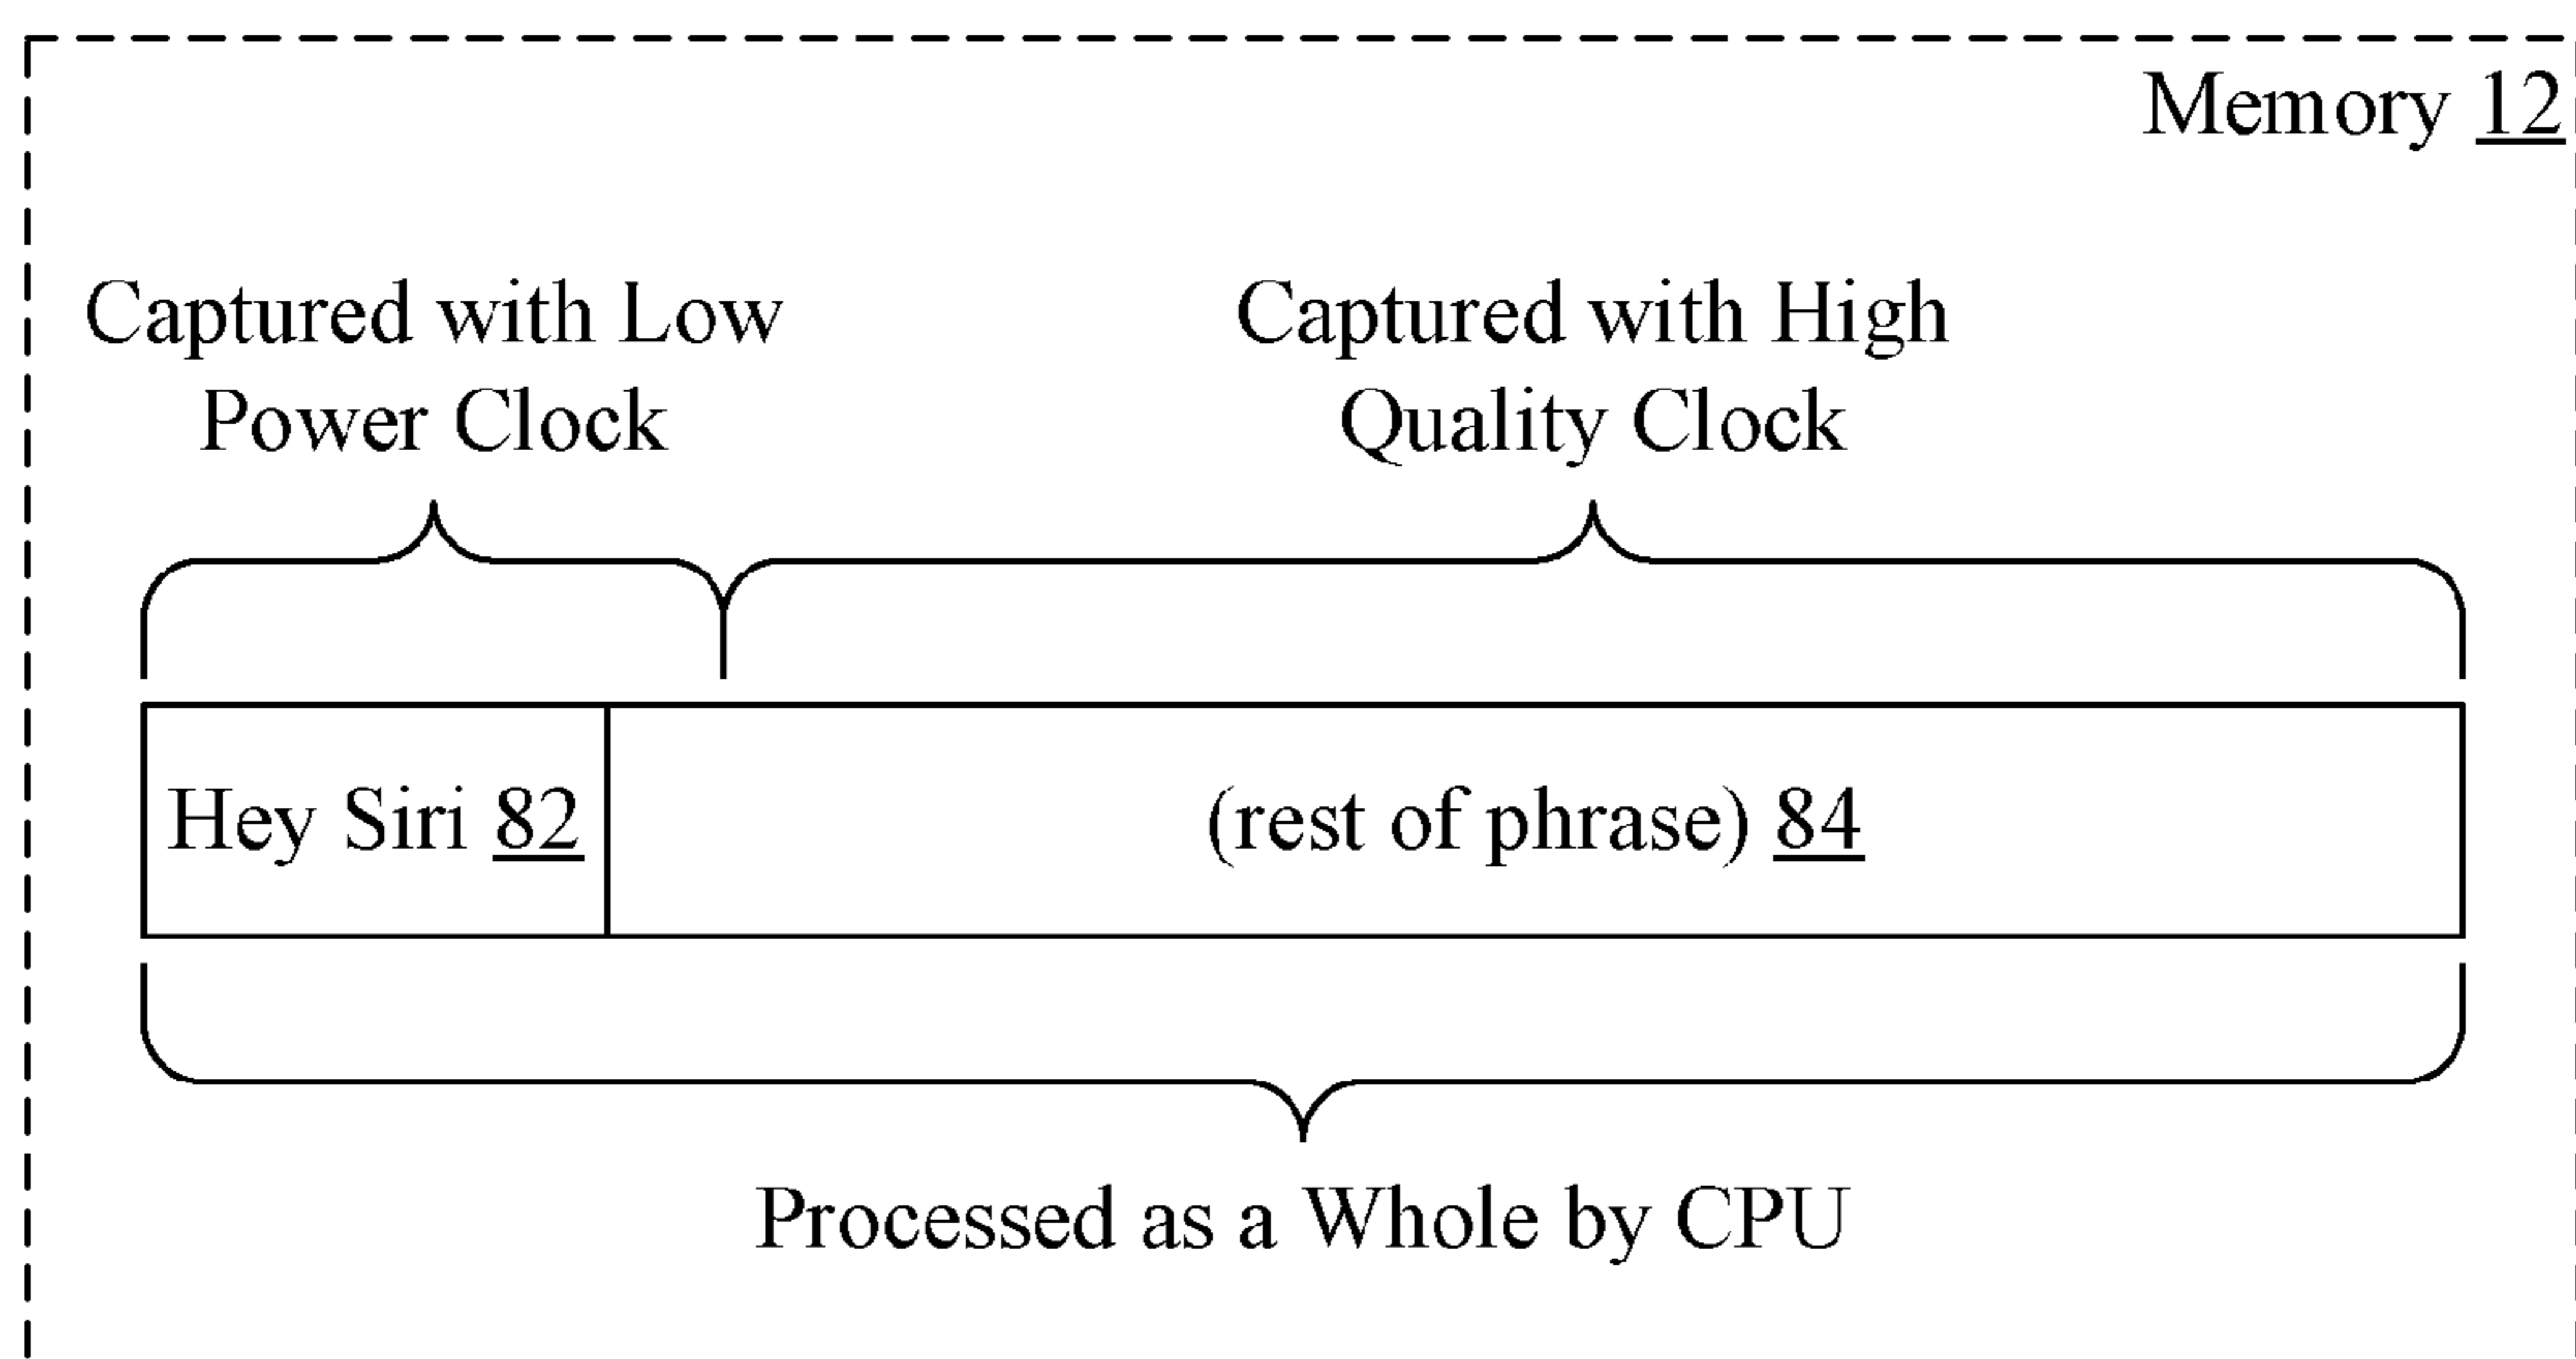 Memory 12
Captured with Low
Power Clock
Captured with High
Quality Clock
Hey Siri 82
(rest of phrase) 84
Processed as a Whole by CPU